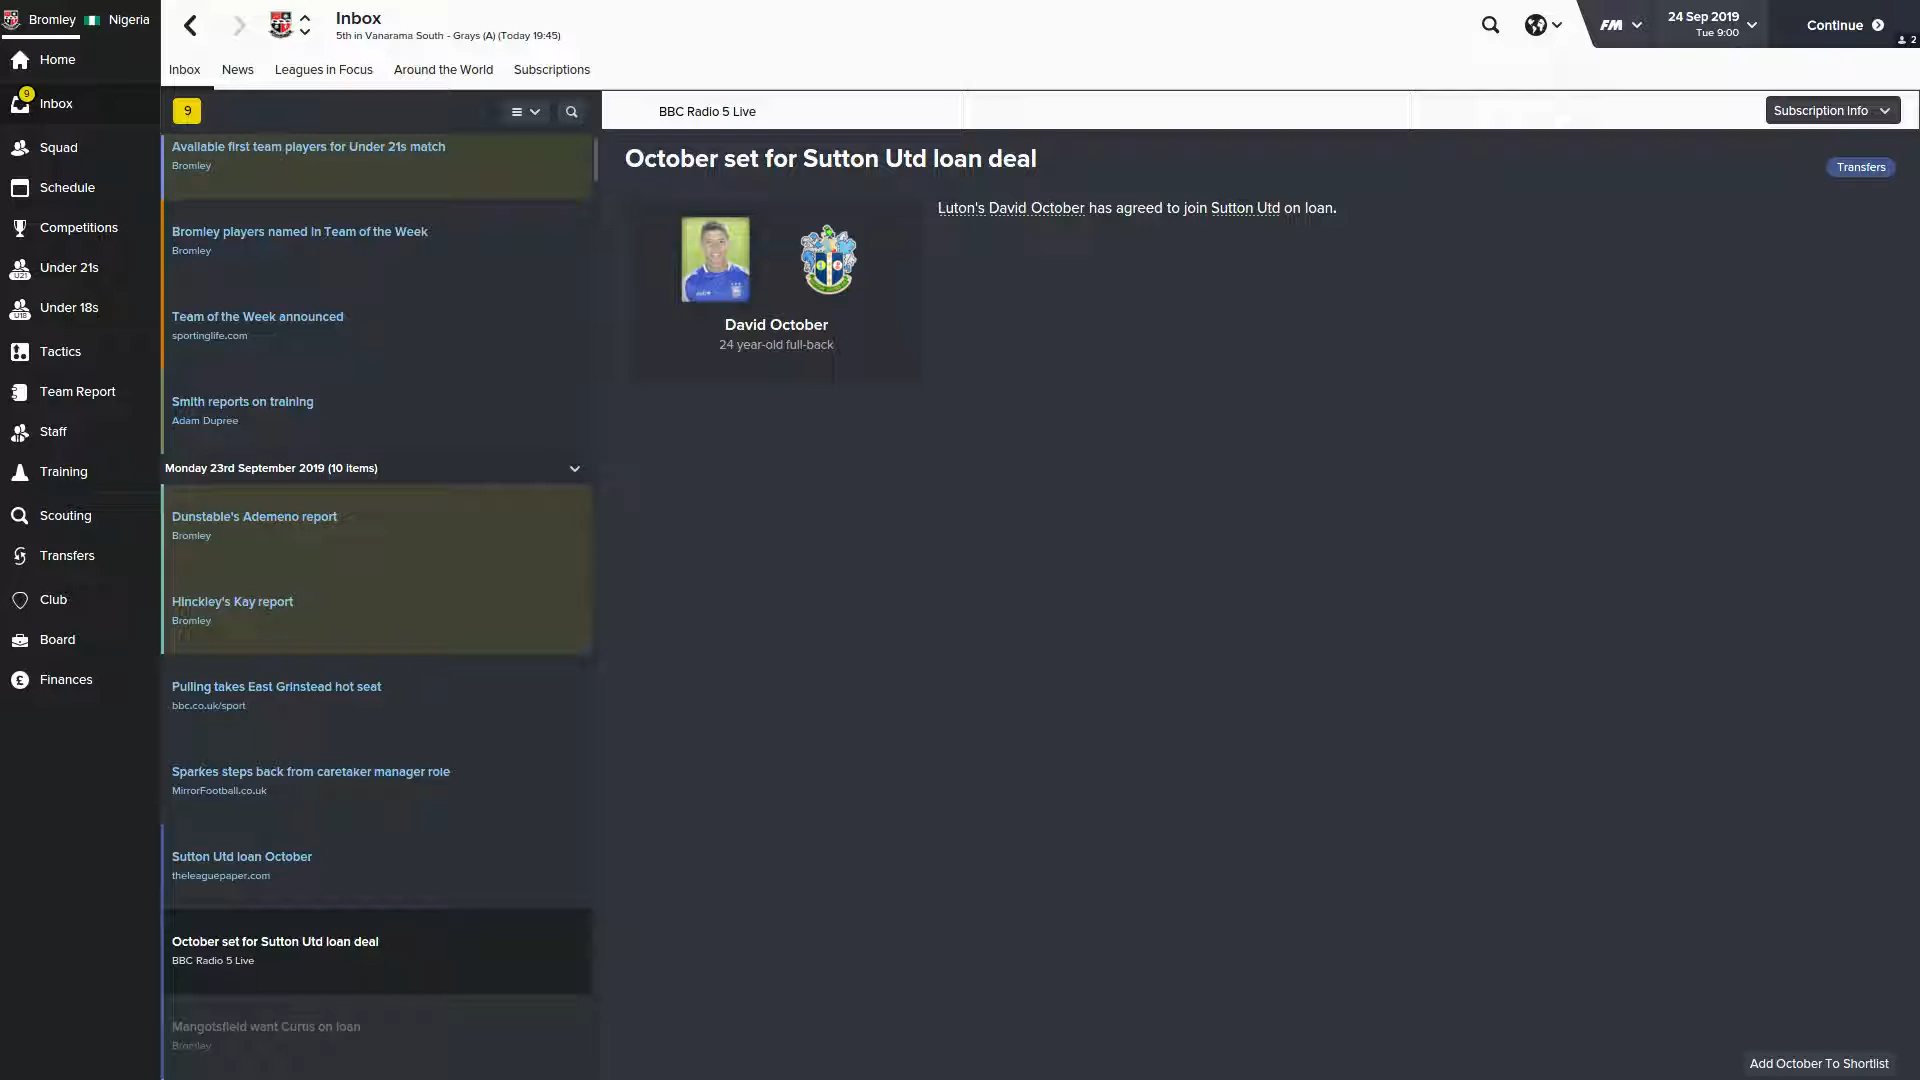 Bromley
Nigeria
Home
9
Inbox
Squad
Schedule
Competitions
U21
Under 21s
U18
Under 18s
Tactics
Team Report
Staff
Training
Scouting
Transfers
Club
Board
£
Finances
Inbox
5th in Vanarama South - Grays (A) (Today 19:45)
FM
24 Sep 2019
Tue 9:00
Continue
2
Inbox
News
Leagues in Focus
Around the World
Subscriptions
9
Available first team players for Under 21s match
Bromley
Bromley players named in Team of the Week
Bromley
Team of the Week announced
sportinglife.com
Smith reports on training
Adam Dupree
Monday 23rd September 2019 (10 items)
Dunstable's Ademeno report
Bromley
Hinckley's Kay report
Bromley
Pulling takes East Grinstead hot seat
bbc.co.uk/sport
Sparkes steps back from caretaker manager role
MirrorFootball.co.uk
Sutton Utd loan October
theleaguepaper.com
October set for Sutton Utd loan deal
BBC Radio 5 Live
Mangotsfield want Curtis on loan
Bromley
BBC Radio 5 Live
Subscription Info
October set for Sutton Utd loan deal
Transfers
Luton's David October has agreed to join Sutton Utd on loan.
David October
24 year-old full-back
Add October To Shortlist